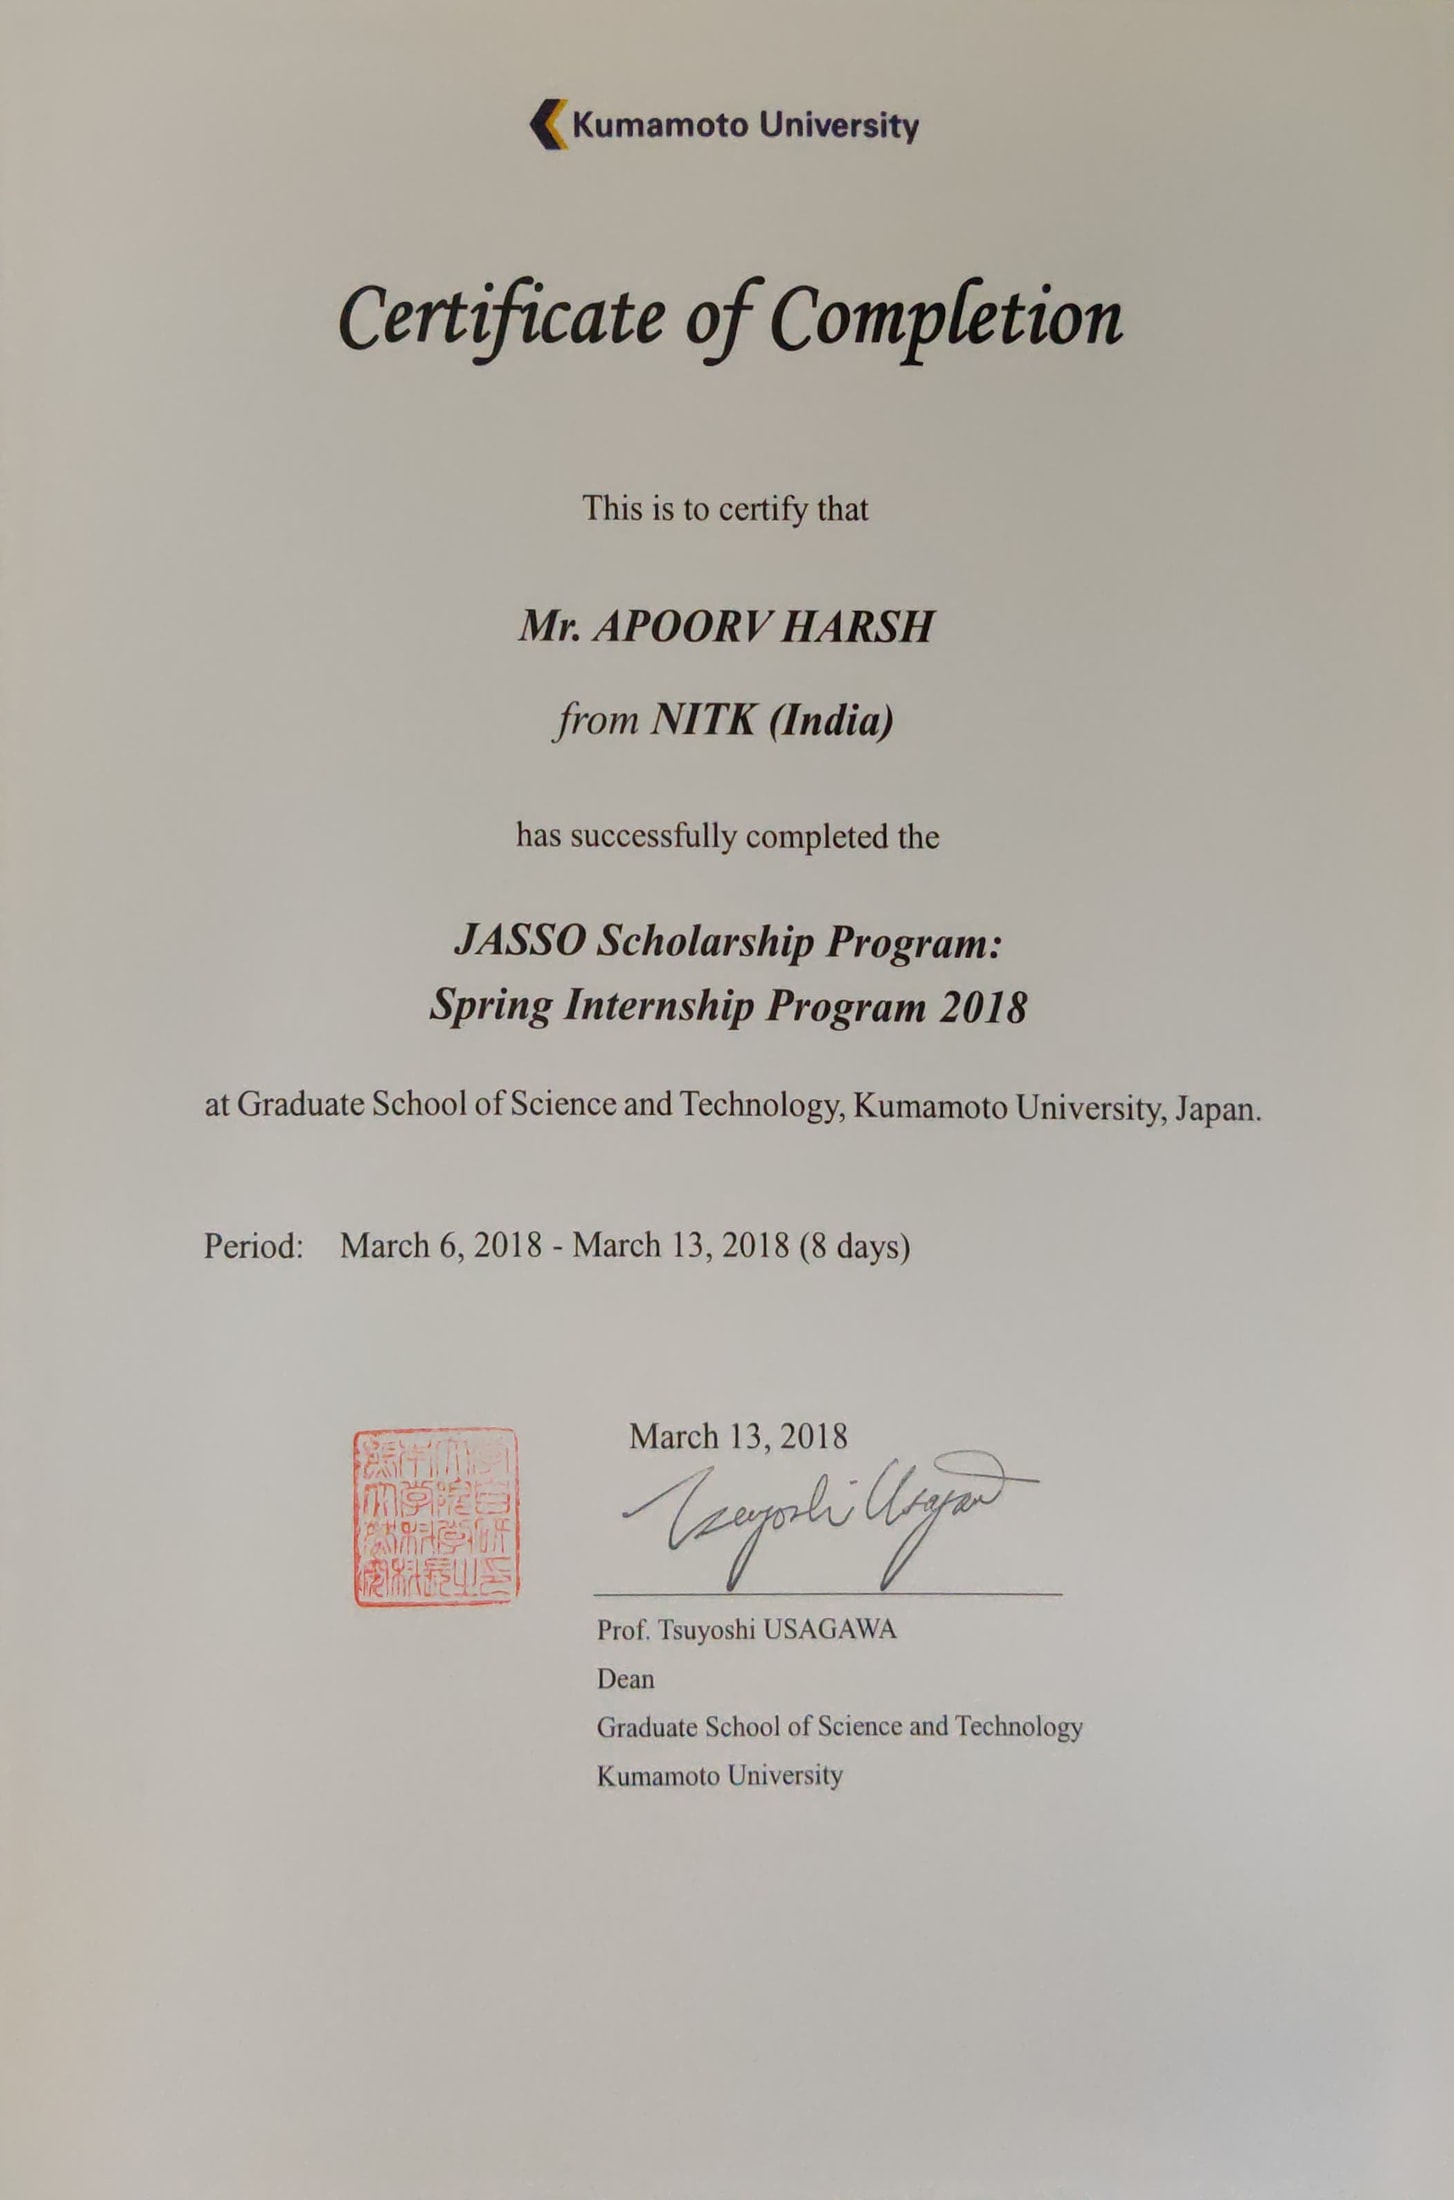 Kumamoto University
Certificate of Completion
This is to certify that
Mr. APOORV HARSH
from NITK (India)
has successfully completed the
JASSO Scholarship Program:
Spring Internship Program 2018
at Graduate School of Science and Technology, Kumamoto University, Japan.
Period: March 6, 2018 - March 13, 2018 (8 days)
March 13, 2018
Tsuyoshi Usagawa
Prof. Tsuyoshi USAGAWA
Dean
Graduate School of Science and Technology
Kumamoto University